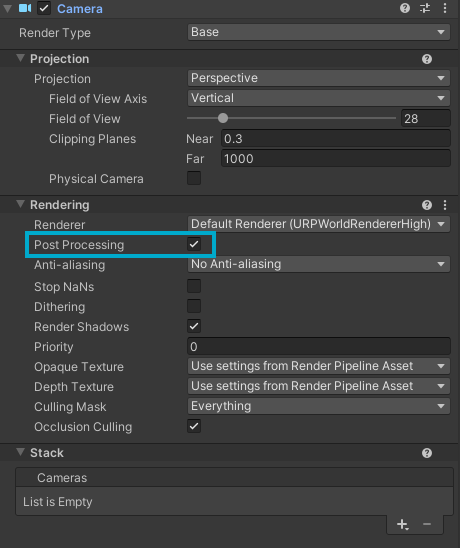 Camera
Render Type Base
Projection
Projection Perspective
Field of View Axis Vertical
Field of View 28
Clipping Planes Near 0.3
Far 1000
Physical Camera
Rendering
Renderer Default Renderer (URPWorldRendererHigh)
Post Processing
Anti-aliasing No Anti-aliasing
Stop NaNs
Dithering
Render Shadows
Priority 0
Opaque Texture Use settings from Render Pipeline Asset
Depth Texture Use settings from Render Pipeline Asset
Culling Mask Everything
Occlusion Culling
Stack
Cameras
List is Empty